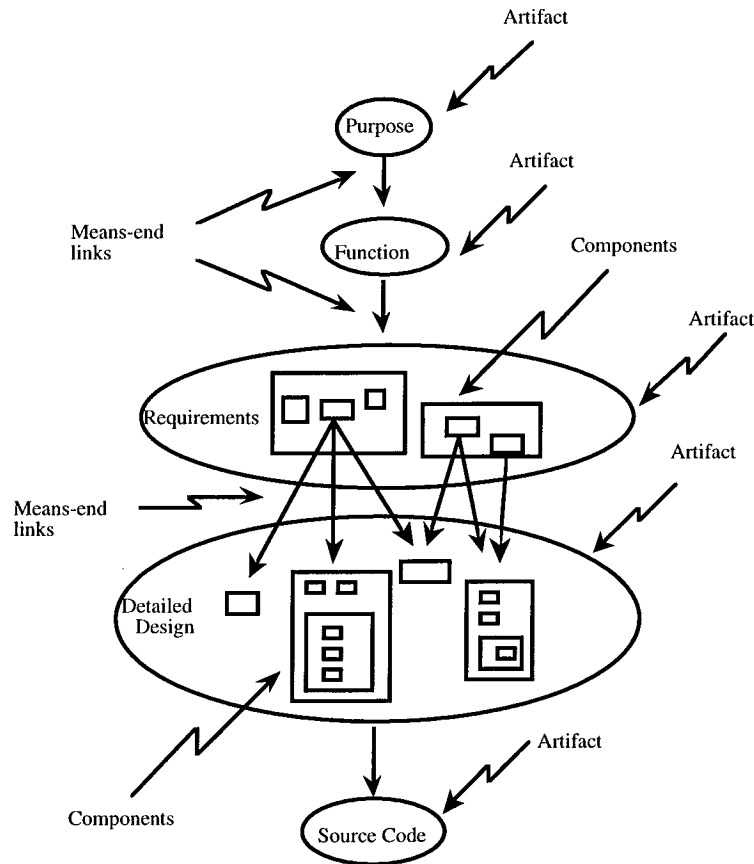 Artifact
Purpose
Artifact
Means-end
links
Function
Components
Artifact
Requirements
Artifact
Means-end
links
Detailed
Design
Artifact
Components
Source Code